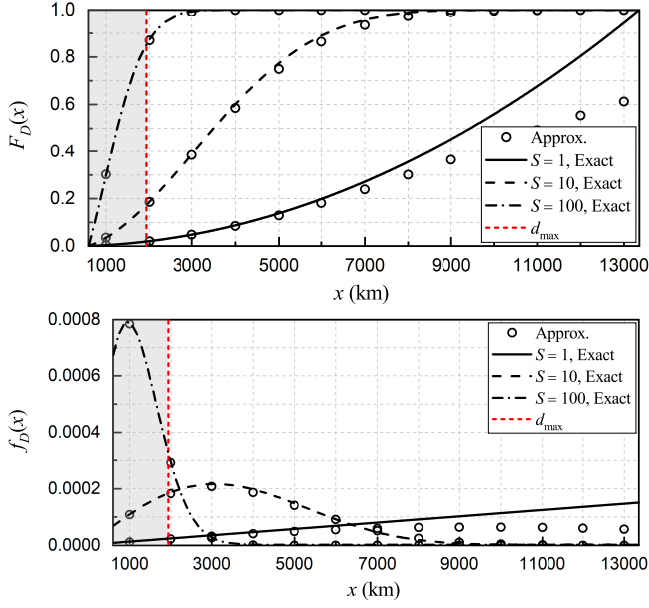 1.0
0.8
0.6
0.4
0.2
0.0
F_D(x)
Approx.
S = 1, Exact
S = 10, Exact
S = 100, Exact
d_max
1000 3000 5000 7000 9000 11000 13000
x (km)
0.0008
0.0006
0.0004
0.0002
0.0000
f_D(x)
Approx.
S = 1, Exact
S = 10, Exact
S = 100, Exact
d_max
1000 3000 5000 7000 9000 11000 13000
x (km)